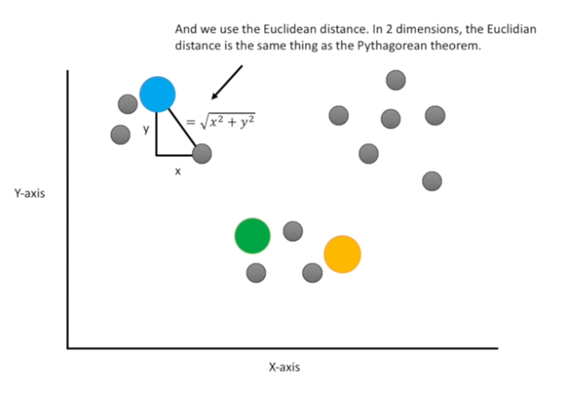 And we use the Euclidean distance. In 2 dimensions, the Euclidian
distance is the same thing as the Pythagorean theorem.
y
= √x² + y²
x
Y-axis
X-axis